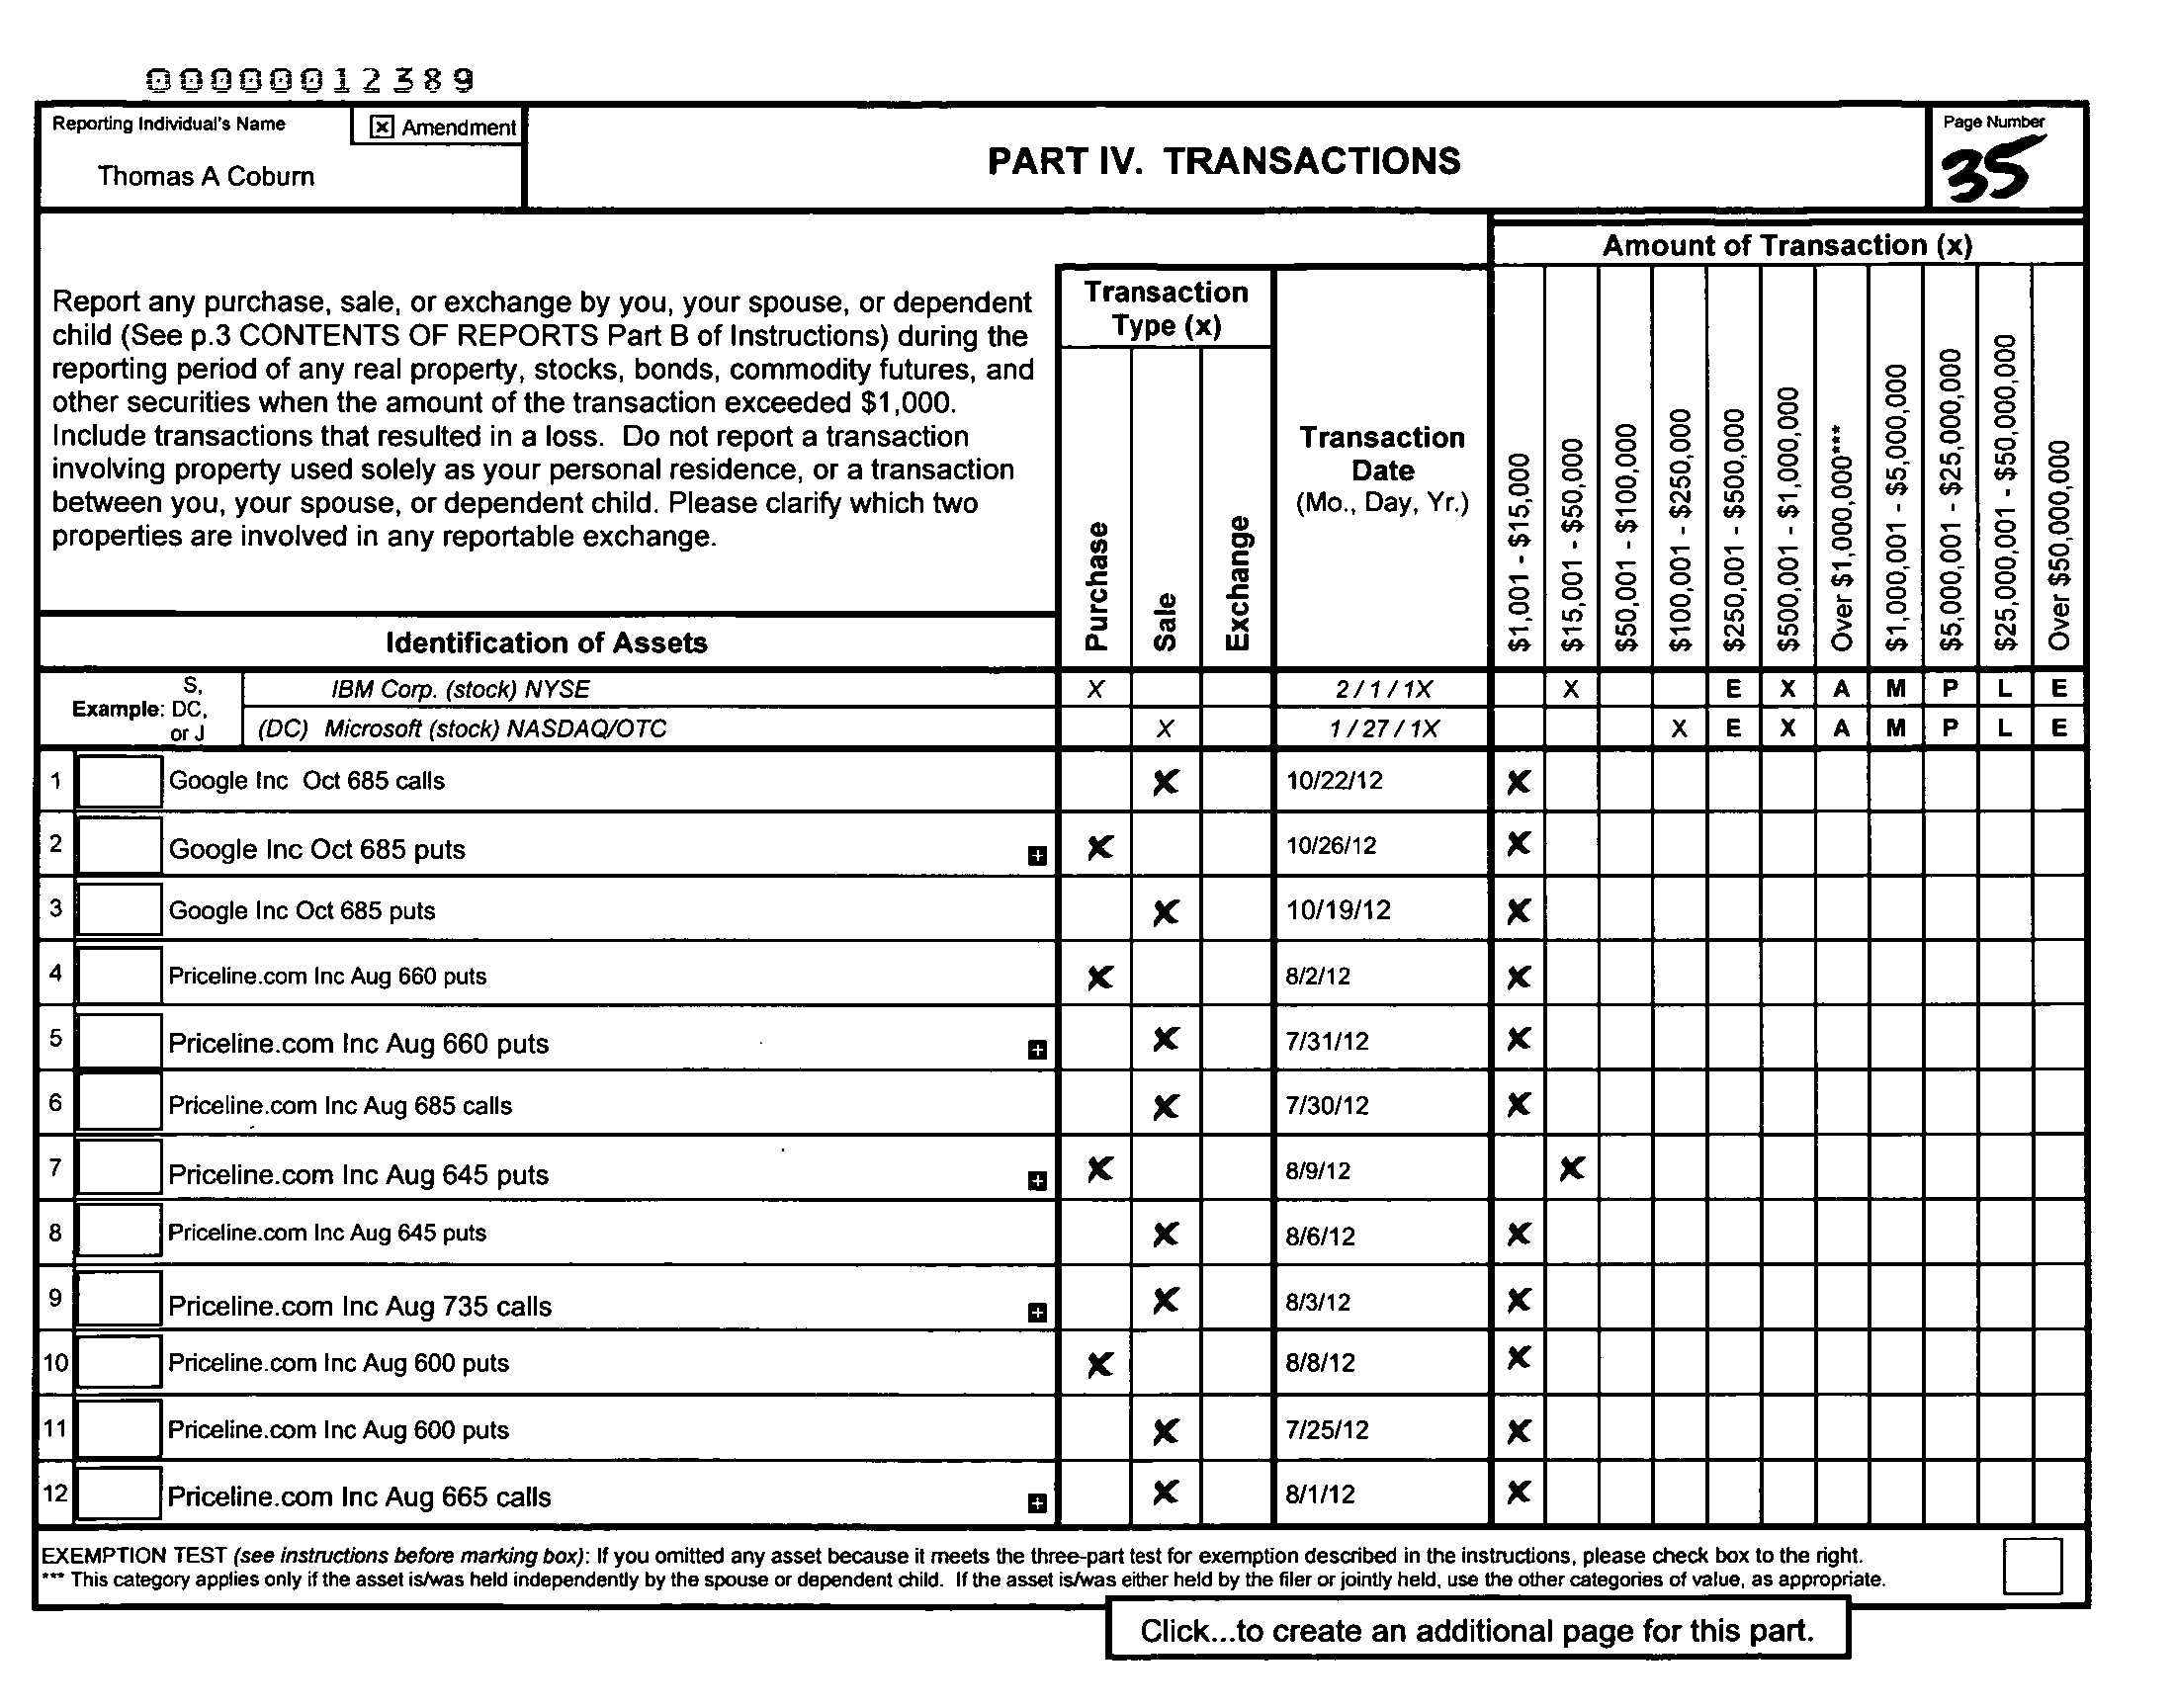 00000012389
Reporting Individual's Name
[x] Amendment
Thomas A Coburn
PART IV. TRANSACTIONS
Page Number
35
Report any purchase, sale, or exchange by you, your spouse, or dependent
child (See p.3 CONTENTS OF REPORTS Part B of Instructions) during the
reporting period of any real property, stocks, bonds, commodity futures, and
other securities when the amount of the transaction exceeded $1,000.
Include transactions that resulted in a loss. Do not report a transaction
involving property used solely as your personal residence, or a transaction
between you, your spouse, or dependent child. Please clarify which two
properties are involved in any reportable exchange.
Identification of Assets
Transaction
Type (x)
Purchase
Sale
Exchange
Transaction
Date
(Mo., Day, Yr.)
Amount of Transaction (x)
$1,001 - $15,000
$15,001 - $50,000
$50,001 - $100,000
$100,001 - $250,000
$250,001 - $500,000
$500,001 - $1,000,000
Over $1,000,000***
$1,000,001 - $5,000,000
$5,000,001 - $25,000,000
$25,000,001 - $50,000,000
Over $50,000,000
Example: S, DC, or J
IBM Corp. (stock) NYSE X 2 / 1 / 1X X E X A M P L E
(DC) Microsoft (stock) NASDAQ/OTC X 1 / 27 / 1X X E X A M P L E
1 Google Inc Oct 685 calls X 10/22/12 X
2 Google Inc Oct 685 puts + X 10/26/12 X
3 Google Inc Oct 685 puts X 10/19/12 X
4 Priceline.com Inc Aug 660 puts X 8/2/12 X
5 Priceline.com Inc Aug 660 puts + X 7/31/12 X
6 Priceline.com Inc Aug 685 calls X 7/30/12 X
7 Priceline.com Inc Aug 645 puts + X 8/9/12 X
8 Priceline.com Inc Aug 645 puts X 8/6/12 X
9 Priceline.com Inc Aug 735 calls + X 8/3/12 X
10 Priceline.com Inc Aug 600 puts X 8/8/12 X
11 Priceline.com Inc Aug 600 puts X 7/25/12 X
12 Priceline.com Inc Aug 665 calls + X 8/1/12 X
EXEMPTION TEST (see instructions before marking box): If you omitted any asset because it meets the three-part test for exemption described in the instructions, please check box to the right.
*** This category applies only if the asset is/was held independently by the spouse or dependent child. If the asset is/was either held by the filer or jointly held, use the other categories of value, as appropriate.
Click...to create an additional page for this part.